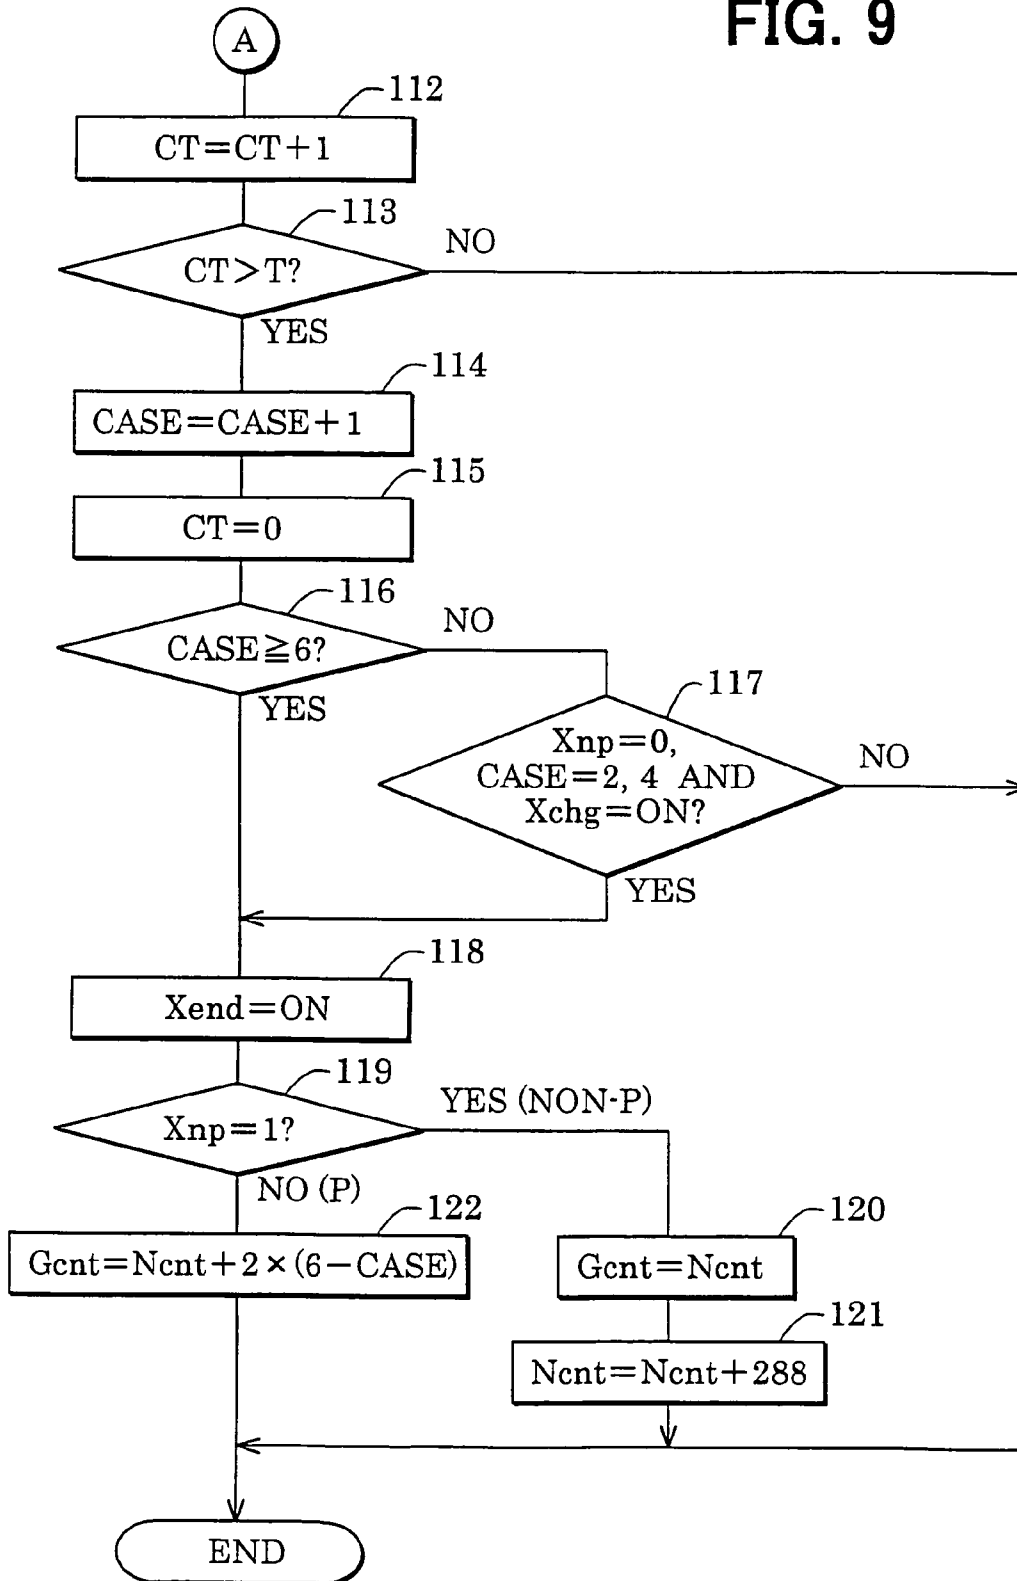 FIG. 9
A
112
CT=CT+1
113
CT>T?
NO
YES
114
CASE=CASE+1
115
CT=0
116
CASE≧6?
NO
YES
117
Xnp=0,
CASE=2, 4 AND
Xchg=ON?
NO
YES
118
Xend=ON
119
Xnp=1?
YES (NON-P)
NO (P)
122
Gcnt=Ncnt+2×(6−CASE)
120
Gcnt=Ncnt
121
Ncnt=Ncnt+288
END